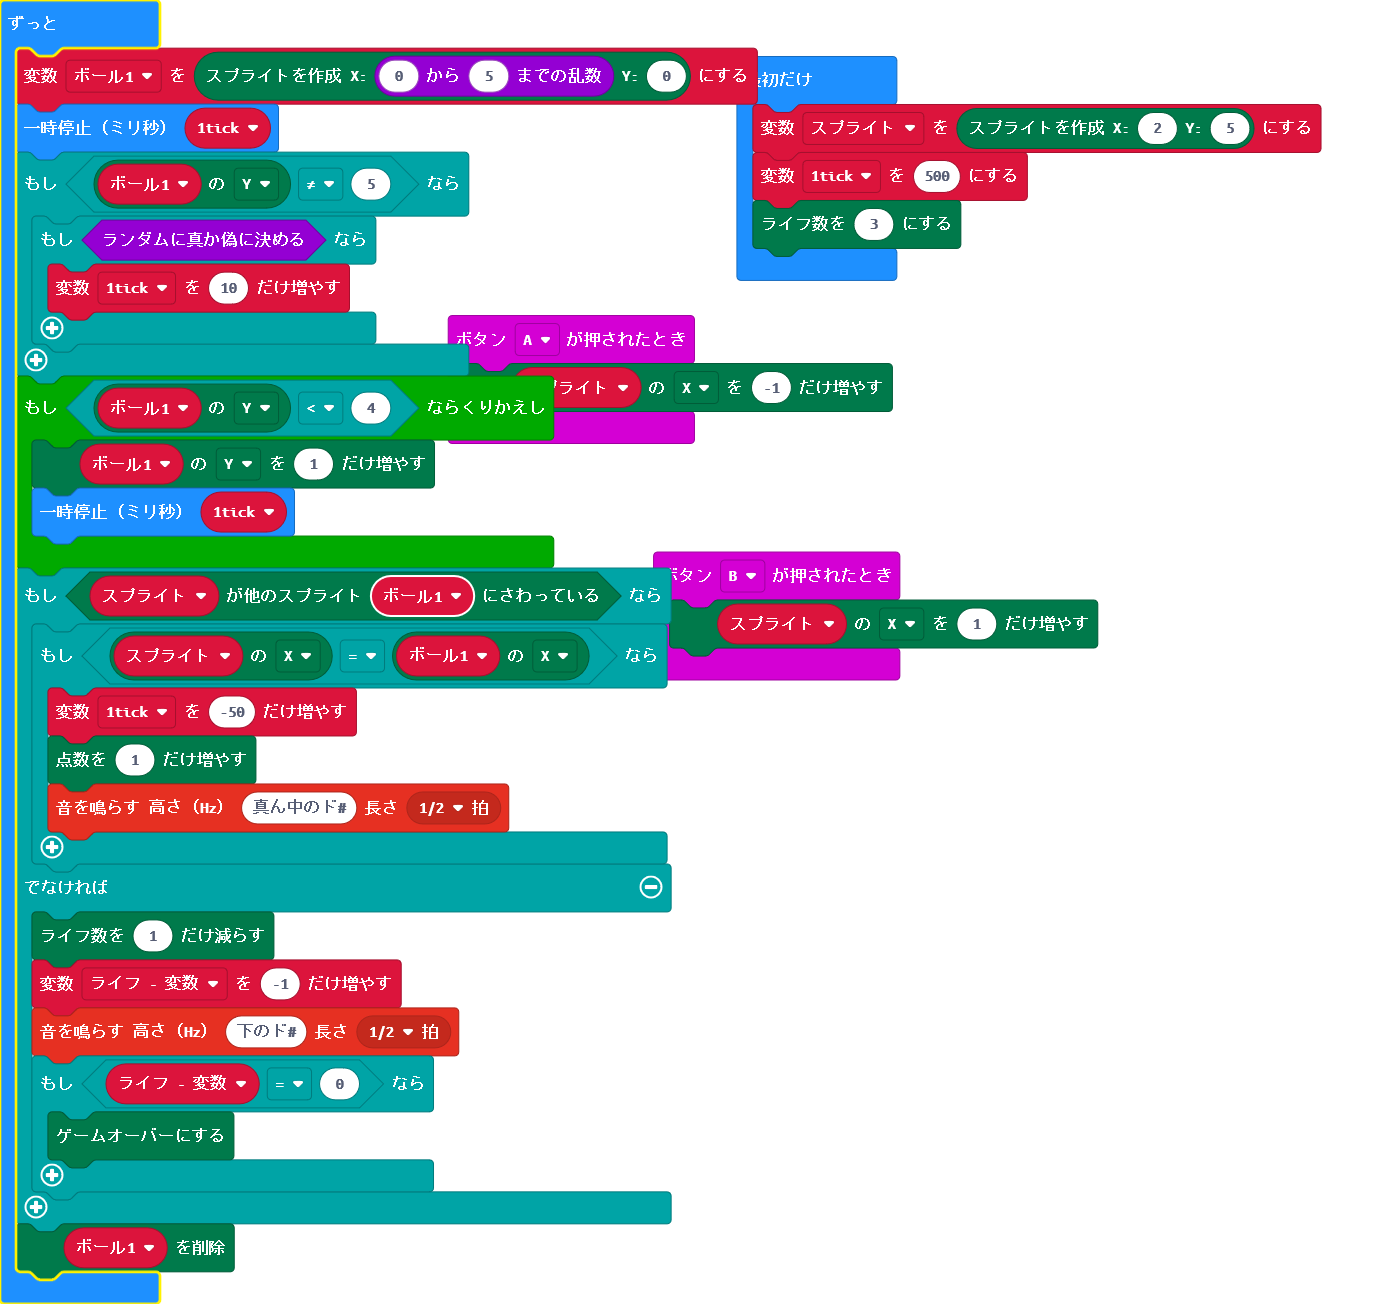 ずっと
変数 ボール1 を スプライトを作成 X: 0 から 5 までの乱数 Y: 0 にする
一時停止（ミリ秒） 1tick
もし ボール1 の Y ≠ 5 なら
もし ランダムに真か偽に決める なら
変数 1tick を 10 だけ増やす
もし ボール1 の Y < 4 ならくりかえし
ボール1 の Y を 1 だけ増やす
一時停止（ミリ秒） 1tick
もし スプライト が他のスプライト ボール1 にさわっている なら
もし スプライト の X = ボール1 の X なら
変数 1tick を -50 だけ増やす
点数を 1 だけ増やす
音を鳴らす 高さ（Hz） 真ん中のド# 長さ 1/2 拍
でなければ
ライフ数を 1 だけ減らす
変数 ライフ - 変数 を -1 だけ増やす
音を鳴らす 高さ（Hz） 下のド# 長さ 1/2 拍
もし ライフ - 変数 = 0 なら
ゲームオーバーにする
ボール1 を削除
初だけ
変数 スプライト を スプライトを作成 X: 2 Y: 5 にする
変数 1tick を 500 にする
ライフ数を 3 にする
ボタン A が押されたとき
プライト の X を -1 だけ増やす
ボタン B が押されたとき
スプライト の X を 1 だけ増やす